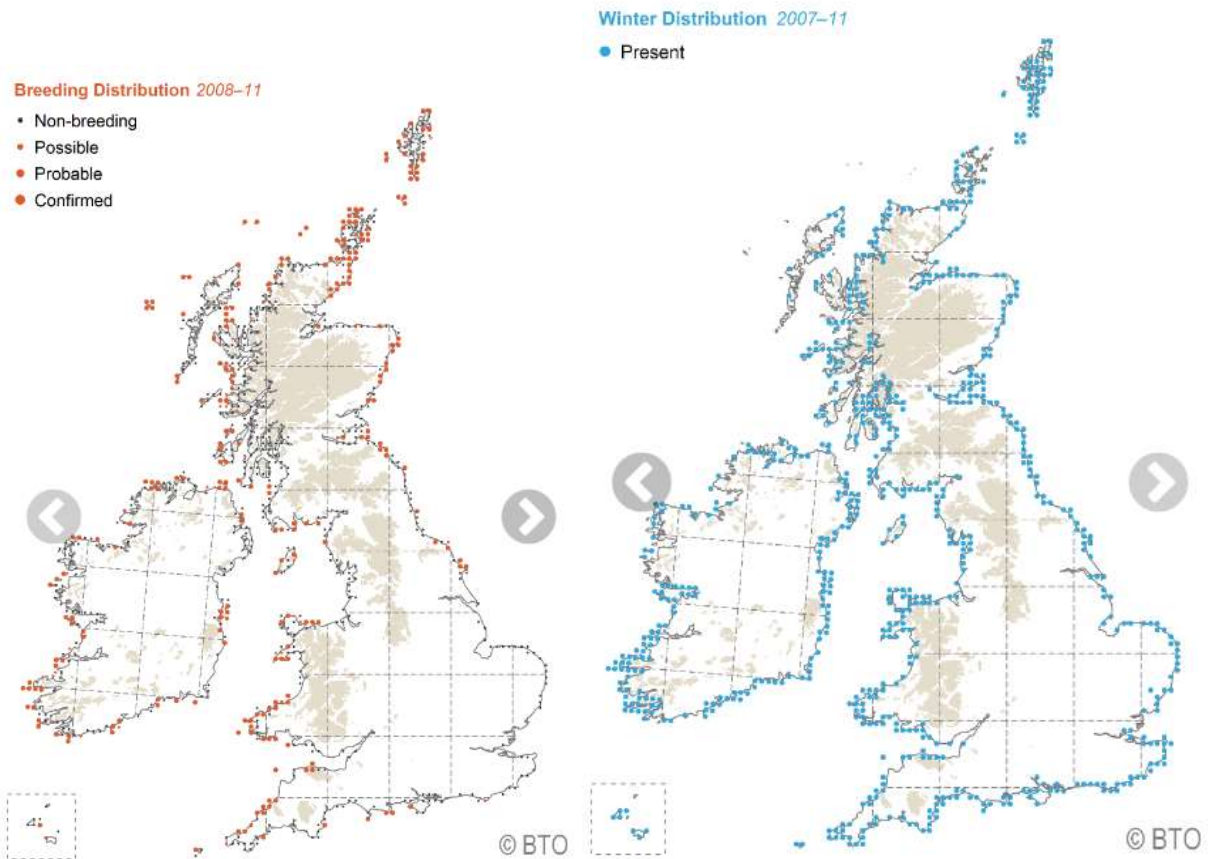 Winter Distribution 2007–11
Present
Breeding Distribution 2008–11
Non-breeding
Possible
Probable
Confirmed
© BTO
© BTO